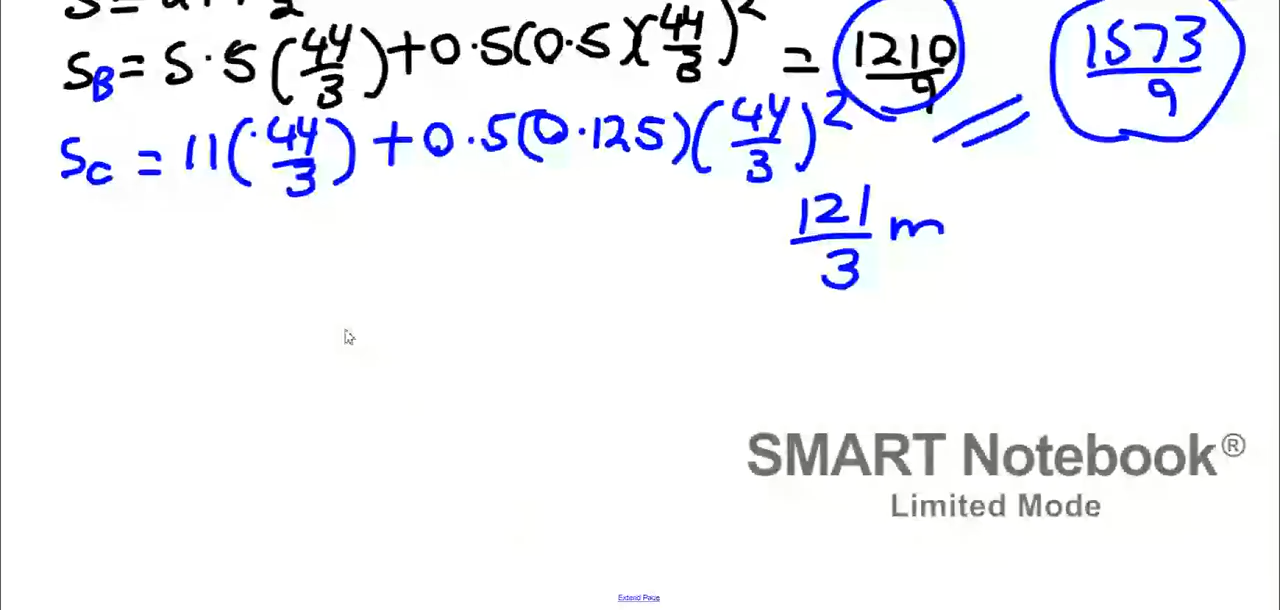 S_B = 5.5(44/3) + 0.5(0.5)(44/3)^2 = 1210/9 1573/9
S_C = 11(44/3) + 0.5(0.125)(44/3)^2
121/3 m
SMART Notebook®
Limited Mode
Extend Page